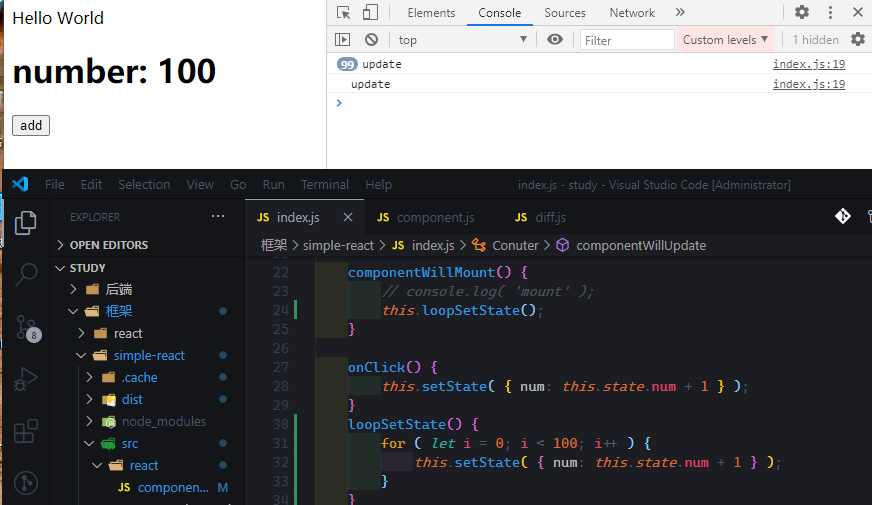 Hello World
number: 100
add
Elements Console Sources Network »
top Filter Custom levels 1 hidden
99 update index.js:19
update index.js:19
File Edit Selection View Go Run Terminal Help index.js - study - Visual Studio Code [Administrator]
EXPLORER ···
OPEN EDITORS
STUDY
后端
框架
react
simple-react
.cache
dist
node_modules
src
react
JS componen... M
8
JS index.js JS component.js JS diff.js
框架 > simple-react > JS index.js > Conuter > componentWillUpdate
22 componentWillMount() {
23 // console.log( 'mount' );
24 this.loopSetState();
25 }
26
27 onClick() {
28 this.setState( { num: this.state.num + 1 } );
29 }
30 loopSetState() {
31 for ( let i = 0; i < 100; i++ ) {
32 this.setState( { num: this.state.num + 1 } );
33 }
34 }